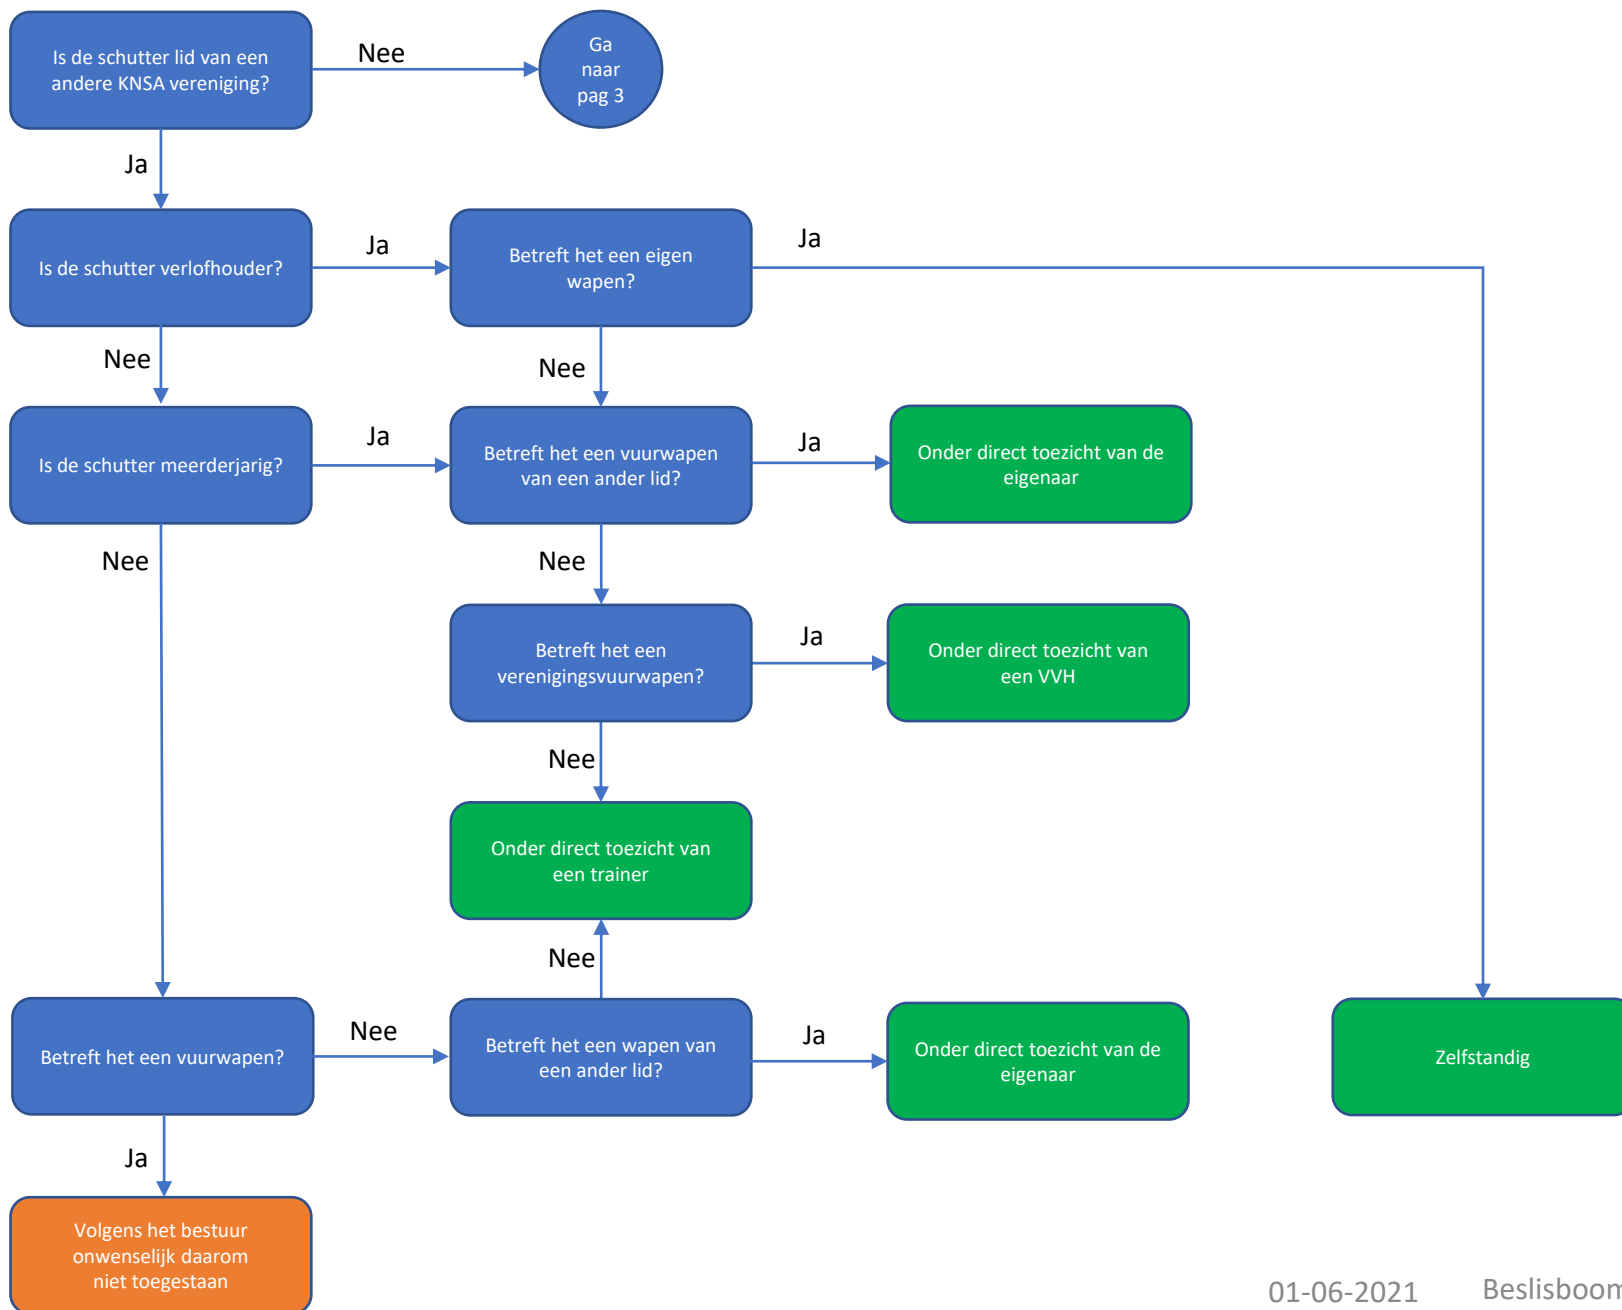 Is de schutter lid van een
andere KNSA vereniging?
Nee
Ga
naar
pag 3
Ja
Is de schutter verlofhouder?
Ja
Betreft het een eigen
wapen?
Ja
Nee
Nee
Is de schutter meerderjarig?
Ja
Betreft het een vuurwapen
van een ander lid?
Ja
Onder direct toezicht van de
eigenaar
Nee
Nee
Betreft het een
verenigingsvuurwapen?
Ja
Onder direct toezicht van
een VVH
Nee
Onder direct toezicht van
een trainer
Nee
Betreft het een vuurwapen?
Nee
Betreft het een wapen van
een ander lid?
Ja
Onder direct toezicht van de
eigenaar
Zelfstandig
Ja
Volgens het bestuur
onwenselijk daarom
niet toegestaan
01-06-2021
Beslisboom